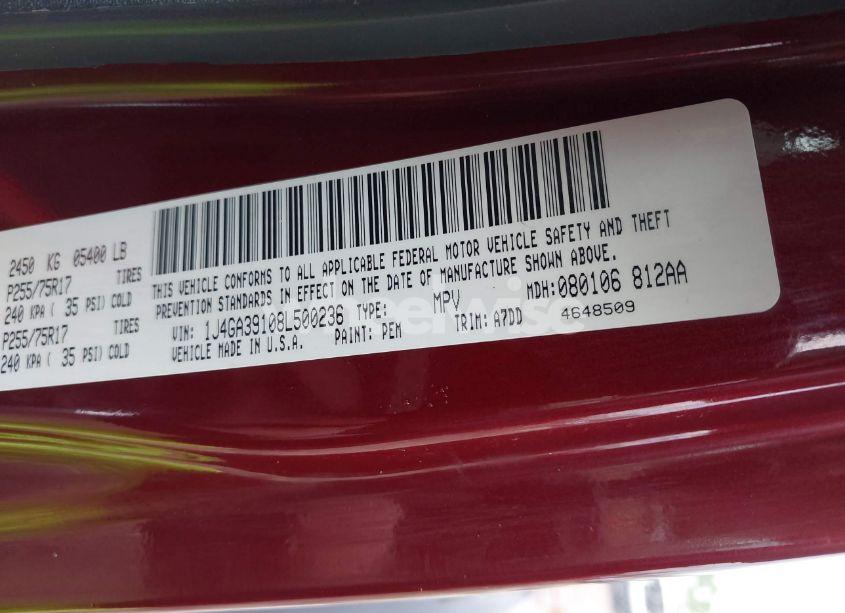 2450 KG 05400 LB
P255/75R17 TIRES
240 KPA ( 35 PSI) COLD
P255/75R17 TIRES
240 KPA ( 35 PSI) COLD
THIS VEHICLE CONFORMS TO ALL APPLICABLE FEDERAL MOTOR VEHICLE SAFETY AND THEFT
PREVENTION STANDARDS IN EFFECT ON THE DATE OF MANUFACTURE SHOWN ABOVE.
VIN: 1J4GA39108L500236 TYPE: MPV MDH: 080106 812AA
VEHICLE MADE IN U.S.A. PAINT: PEM TRIM: A7DD 4648509